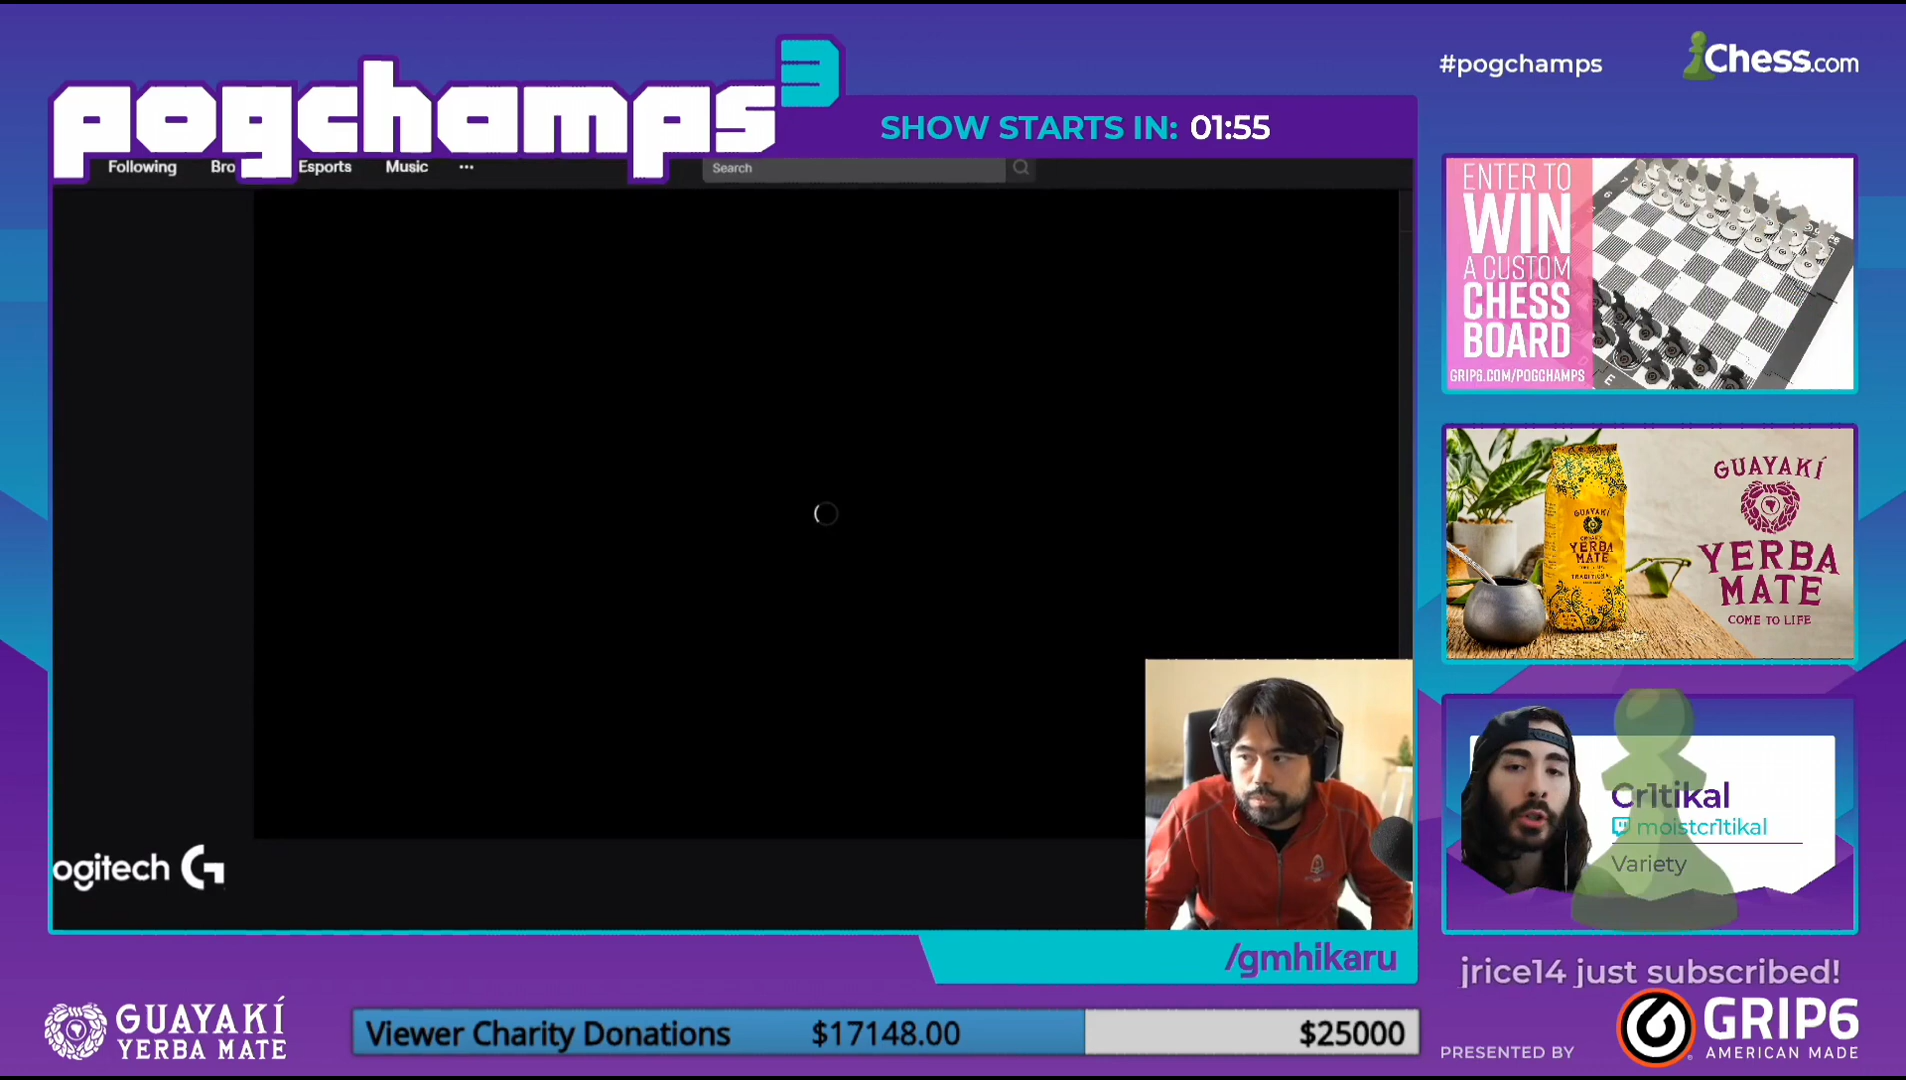 pogchamps 3
SHOW STARTS IN: 01:55
#pogchamps
Chess.com
Following
Bro
Esports
Music
Search
ENTER TO
WIN
A CUSTOM
CHESS
BOARD
GRIP6.COM/POGCHAMPS
GUAYAKÍ
YERBA
MATE
GUAYAKÍ
YERBA
MATE
COME TO LIFE
Cr1tikal
moistcr1tikal
Variety
ogitech G
/gmhikaru
jrice14 just subscribed!
GUAYAKÍ
YERBA MATE
Viewer Charity Donations $17148.00 $25000
PRESENTED BY
GRIP6
AMERICAN MADE